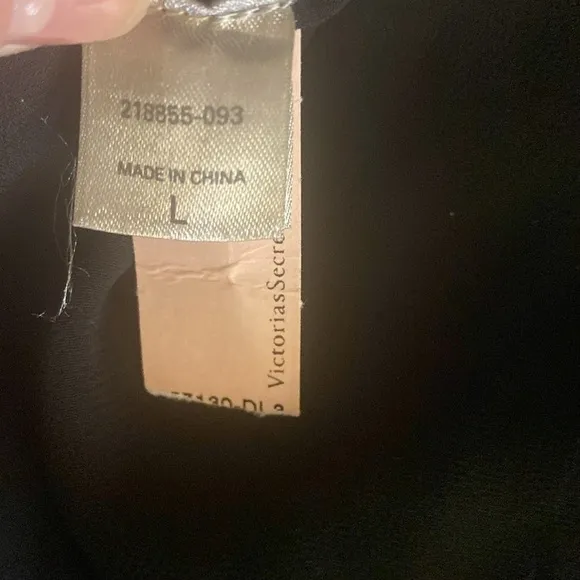 218855-093
MADE IN CHINA
L
VictoriasSecre